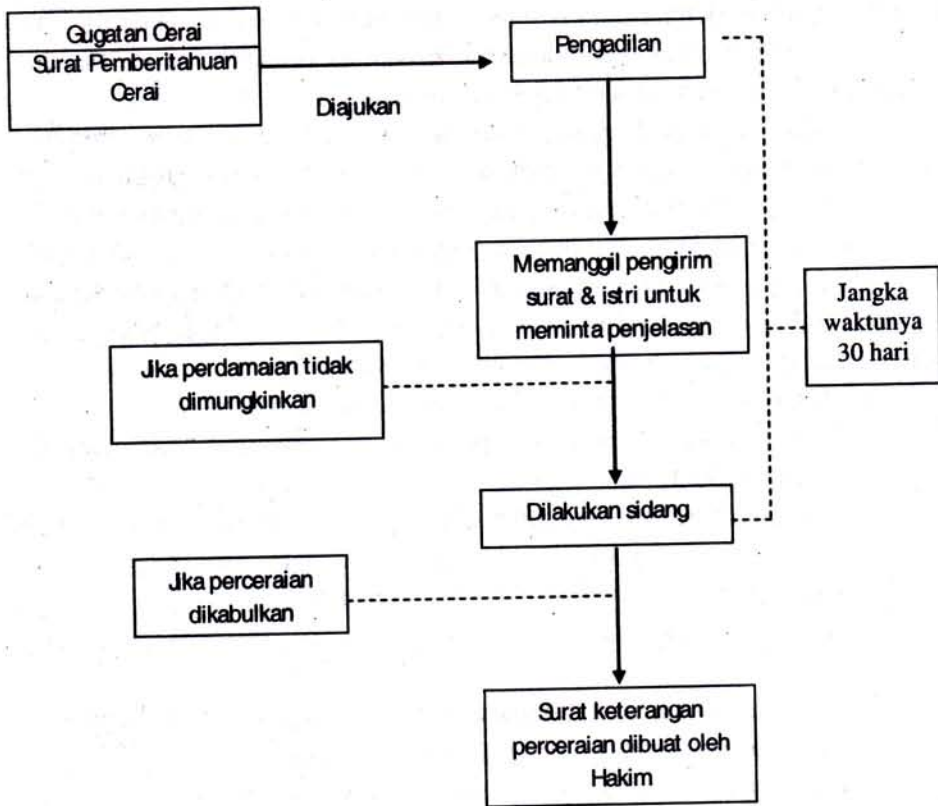 Gugatan Cerai
Surat Pemberitahuan
Cerai
Diajukan
Pengadilan
Memanggil pengirim
surat & istri untuk
meminta penjelasan
Jangka
waktunya
30 hari
Jika perdamaian tidak
dimungkinkan
Dilakukan sidang
Jika perceraian
dikabulkan
Surat keterangan
perceraian dibuat oleh
Hakim